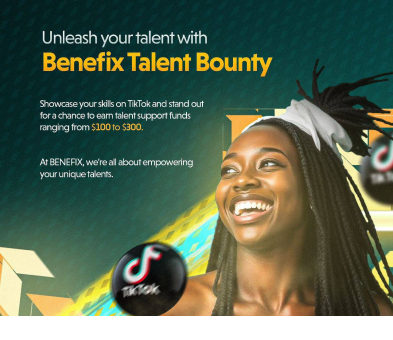 Unleash your talent with
Benefix Talent Bounty
Showcase your skills on TikTok and stand out
for a chance to earn talent support funds
ranging from $100 to $300.
At BENEFIX, we're all about empowering
your unique talents.
TikTok